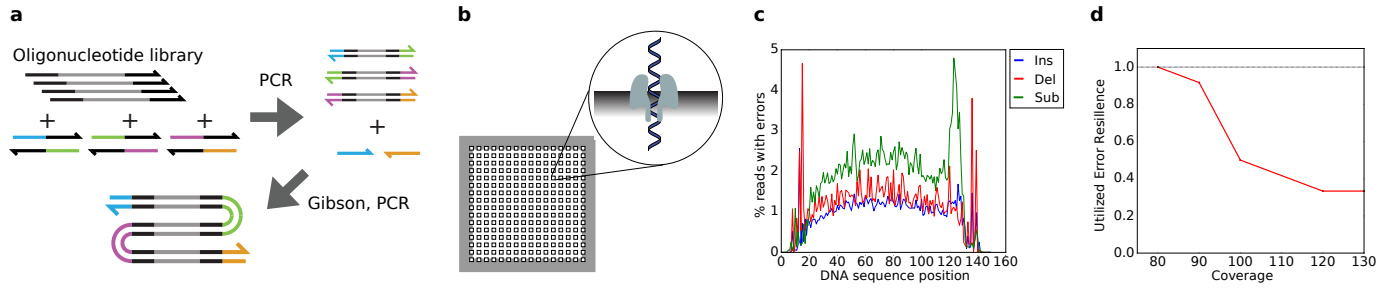 a
Oligonucleotide library
PCR
+ + +
+
Gibson, PCR
b
c
5
4
3
2
1
0
0 20 40 60 80 100 120 140 160
% reads with errors
DNA sequence position
Ins
Del
Sub
d
1.0
0.8
0.6
0.4
0.2
0.0
80 90 100 110 120 130
Utilized Error Resillence
Coverage